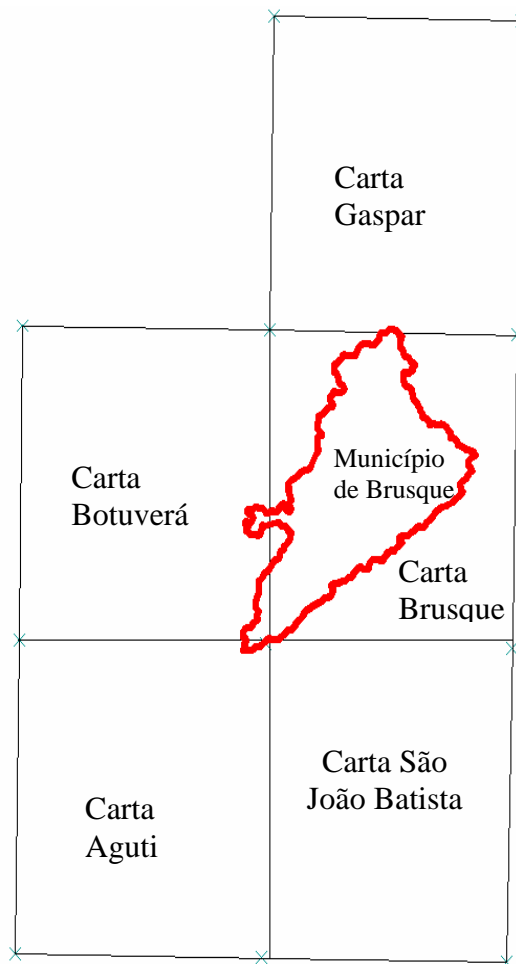 Carta
Gaspar
Município
de Brusque
Carta
Botuverá
Carta
Brusque
Carta São
João Batista
Carta
Aguti